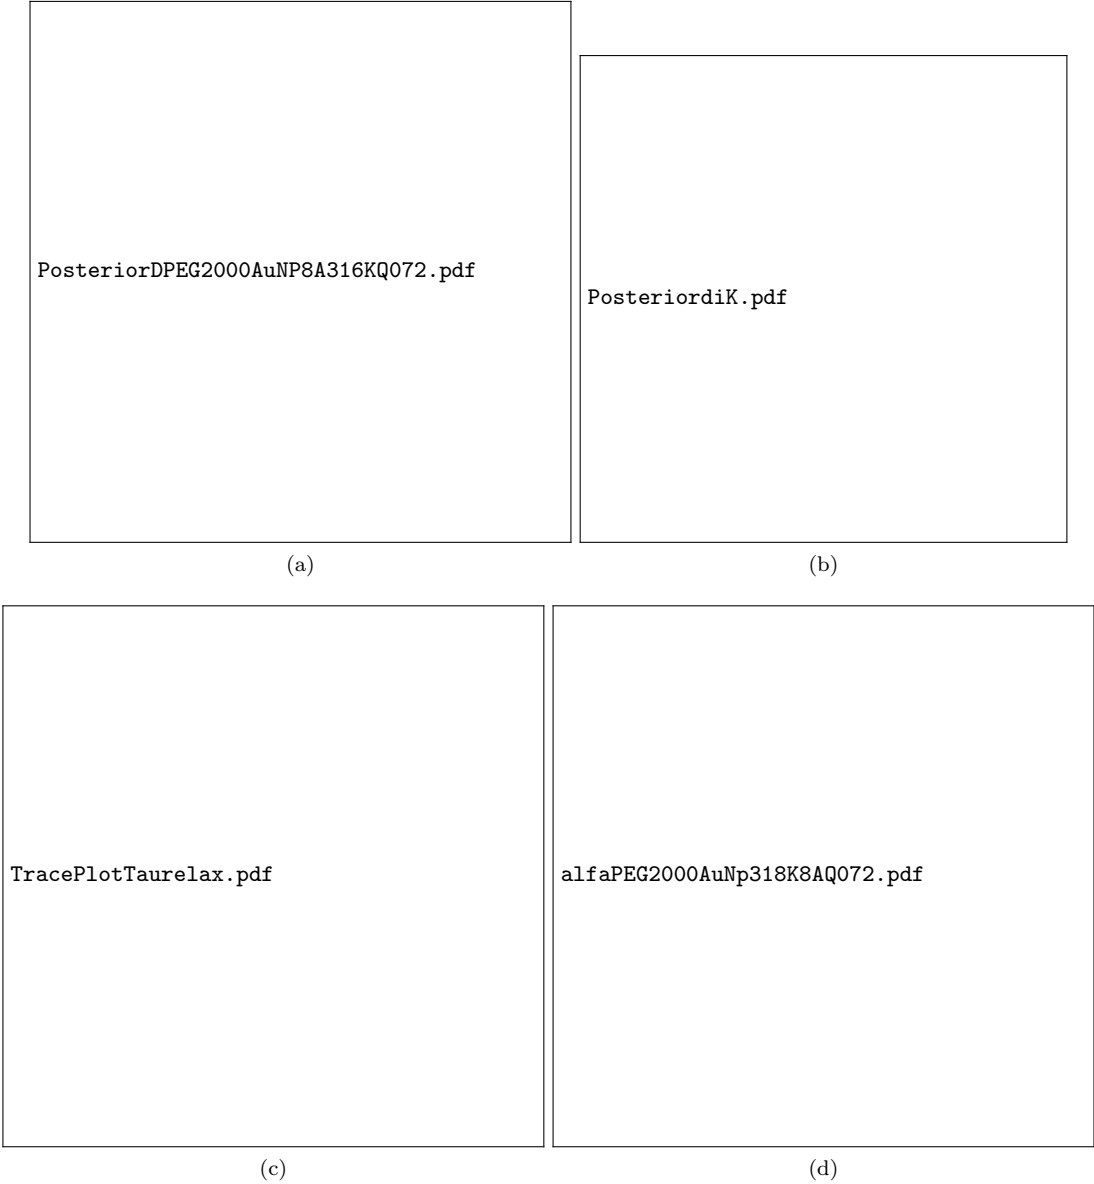 PosteriorDPEG2000AuNP8A316KQ072.pdf
PosteriordiK.pdf
(a)
(b)
TracePlotTaurelax.pdf
alfaPEG2000AuNp318K8AQ072.pdf
(c)
(d)